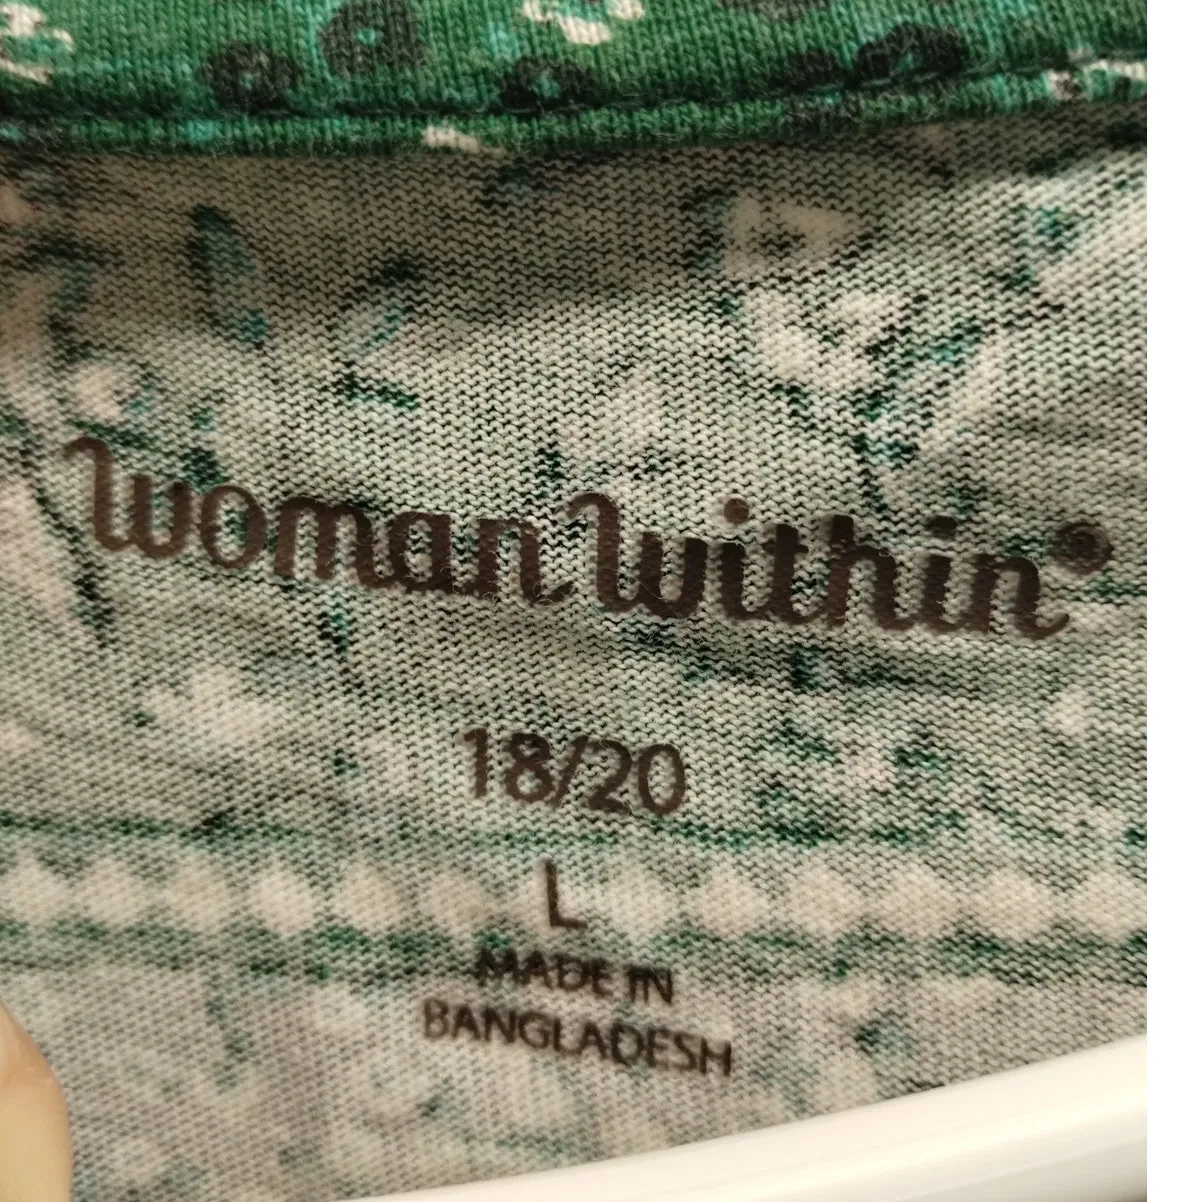 woman within®
18/20
L
MADE IN
BANGLADESH